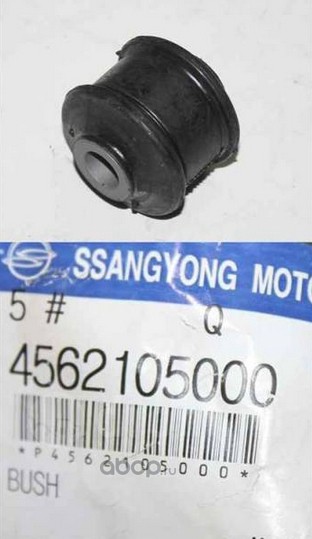 SSANGYONG MOTO
5 # Q
4562105000
*P4562105000*
BUSH